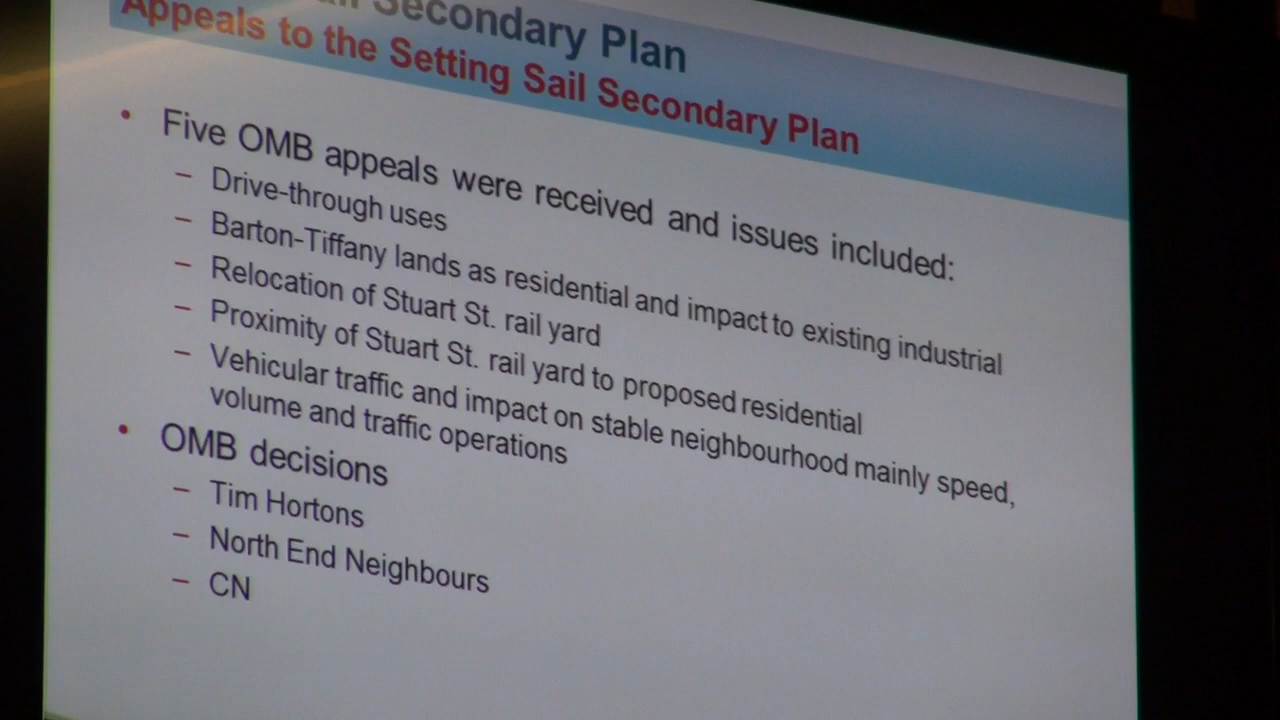 Secondary Plan
Appeals to the Setting Sail Secondary Plan
• Five OMB appeals were received and issues included:
– Drive-through uses
– Barton-Tiffany lands as residential and impact to existing industrial
– Relocation of Stuart St. rail yard
– Proximity of Stuart St. rail yard to proposed residential
– Vehicular traffic and impact on stable neighbourhood mainly speed,
volume and traffic operations
• OMB decisions
– Tim Hortons
– North End Neighbours
– CN